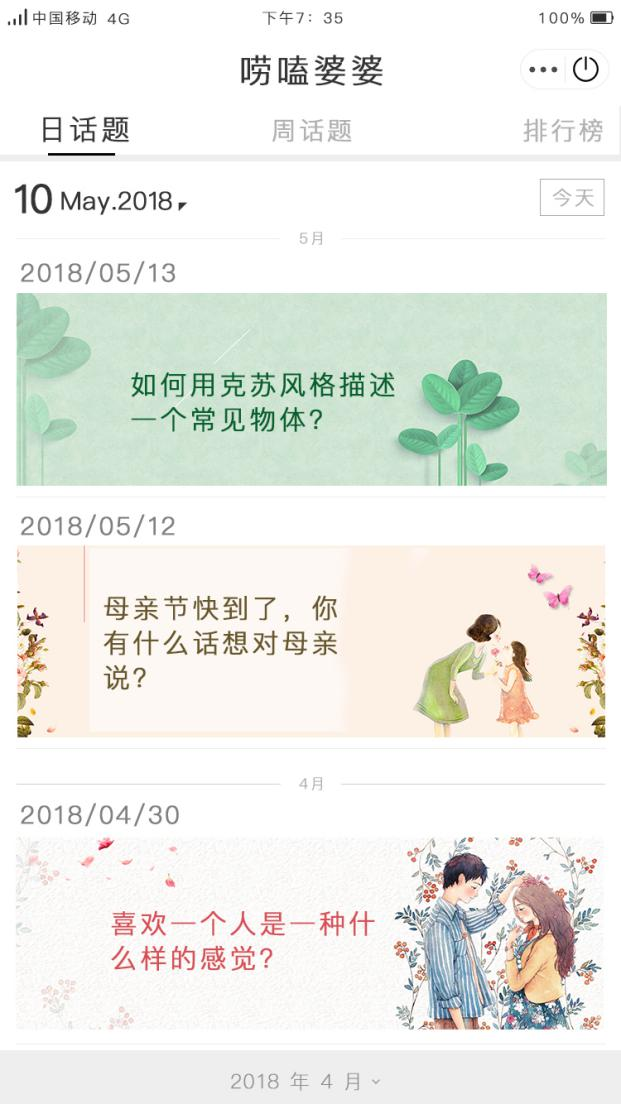 中国移动 4G
下午7：35
100%
唠嗑婆婆
日话题
周话题
排行榜
10 May.2018
今天
5月
2018/05/13
如何用克苏风格描述
一个常见物体？
2018/05/12
母亲节快到了，你
有什么话想对母亲
说？
4月
2018/04/30
喜欢一个人是一种什
么样的感觉？
2018 年 4 月